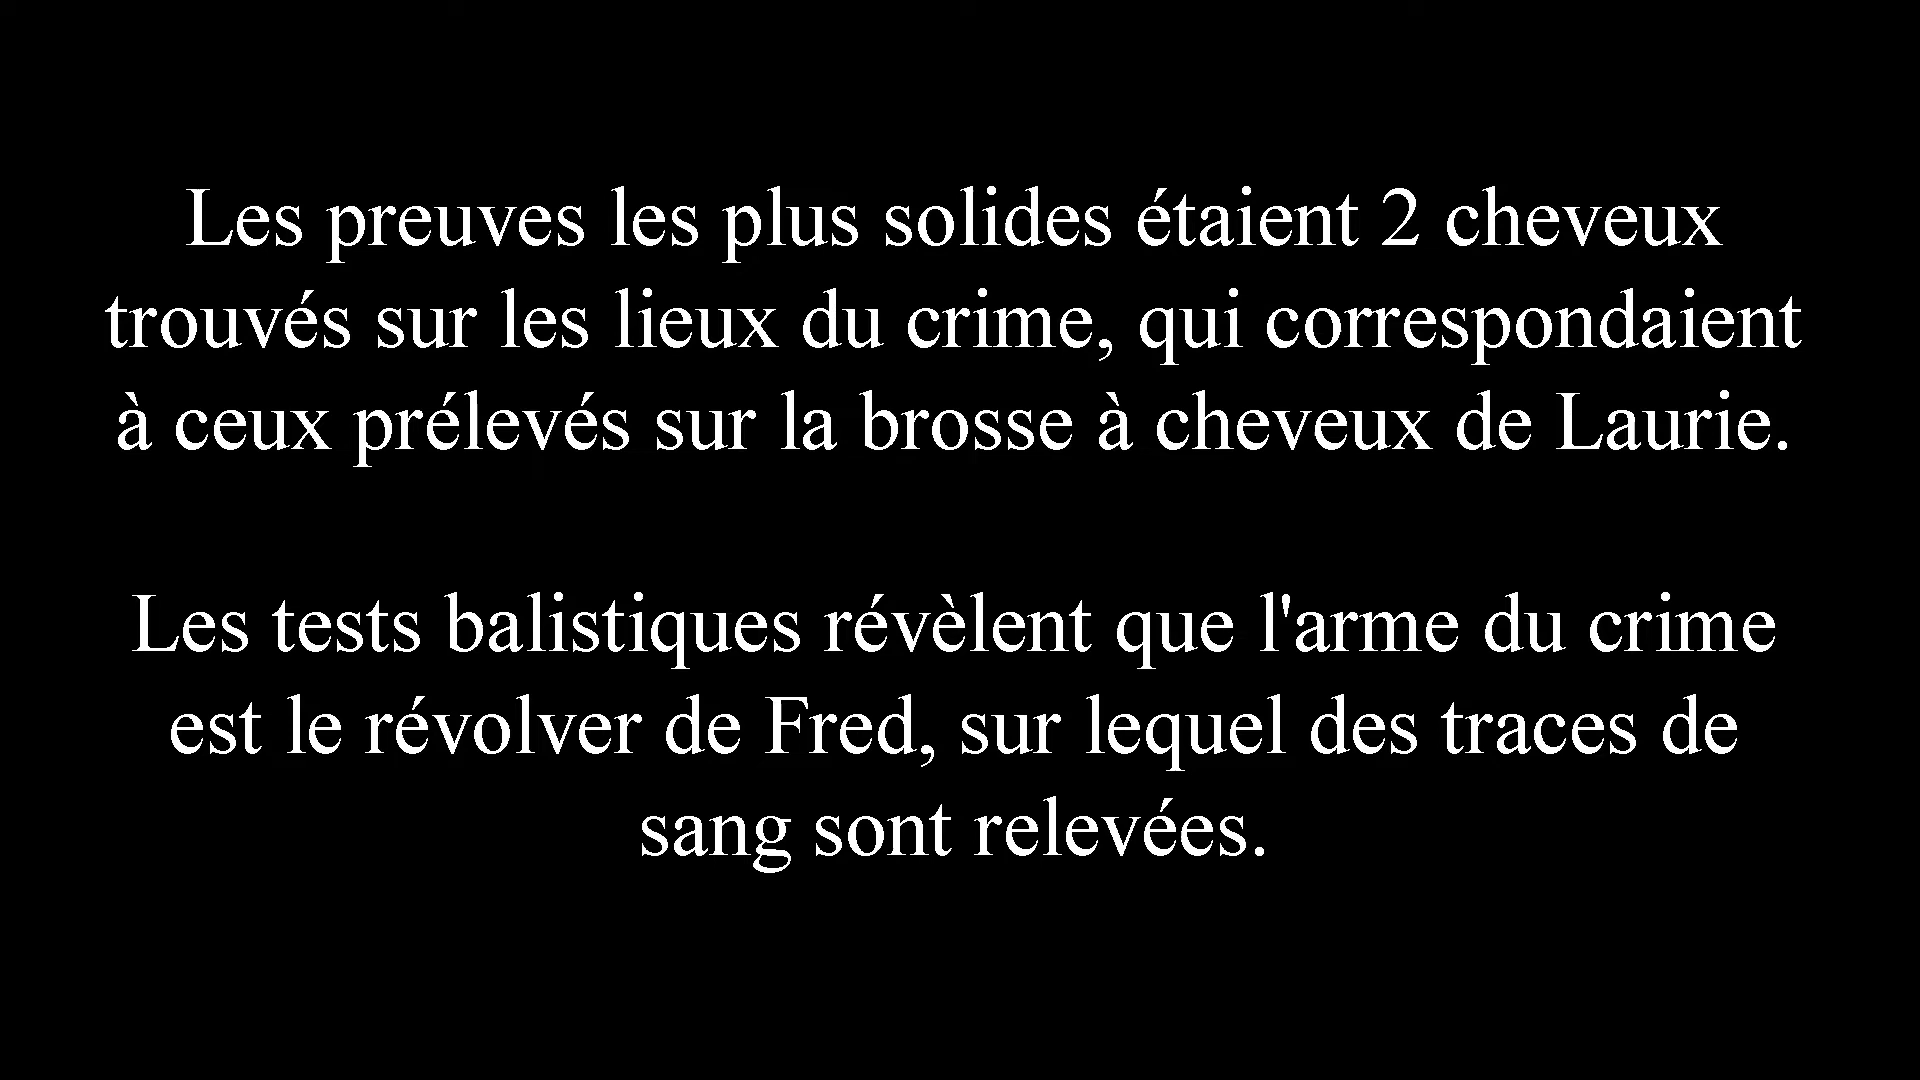 Les preuves les plus solides étaient 2 cheveux
trouvés sur les lieux du crime, qui correspondaient
à ceux prélevés sur la brosse à cheveux de Laurie.
Les tests balistiques révèlent que l'arme du crime
est le révolver de Fred, sur lequel des traces de
sang sont relevées.